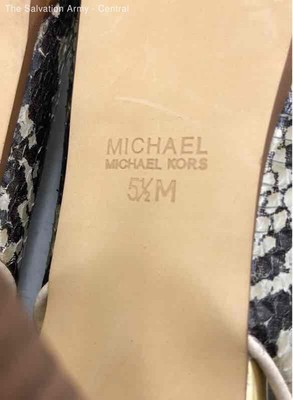 The Salvation Army - Central
MICHAEL
MICHAEL KORS
5½M